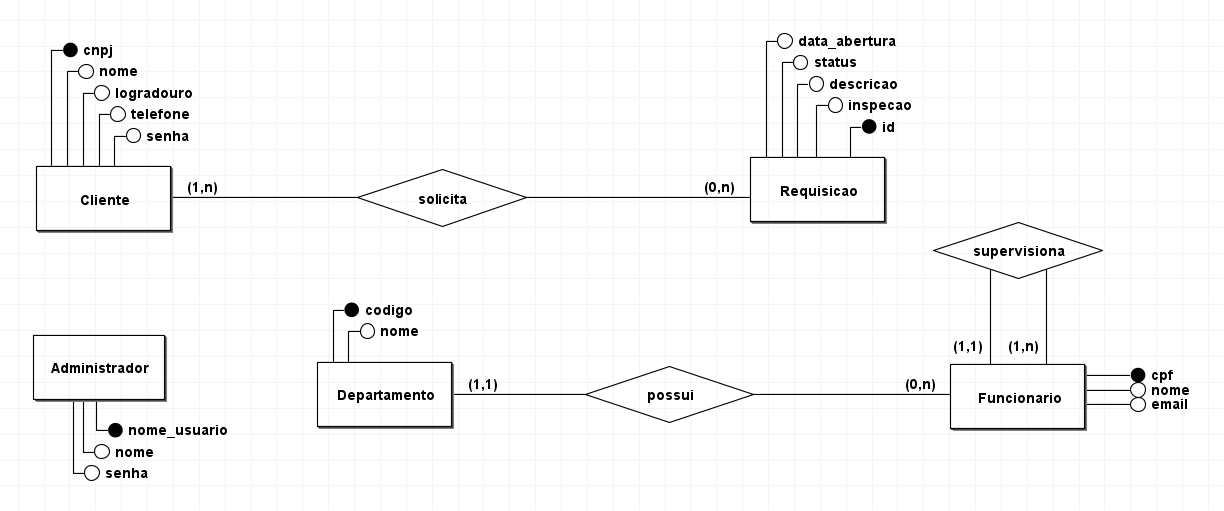 cnpj
nome
logradouro
telefone
senha
Cliente
(1,n)
solicita
(0,n)
data_abertura
status
descricao
inspecao
id
Requisicao
supervisiona
(1,1)
(1,n)
Administrador
nome_usuario
nome
senha
codigo
nome
Departamento
(1,1)
possui
(0,n)
Funcionario
cpf
nome
email